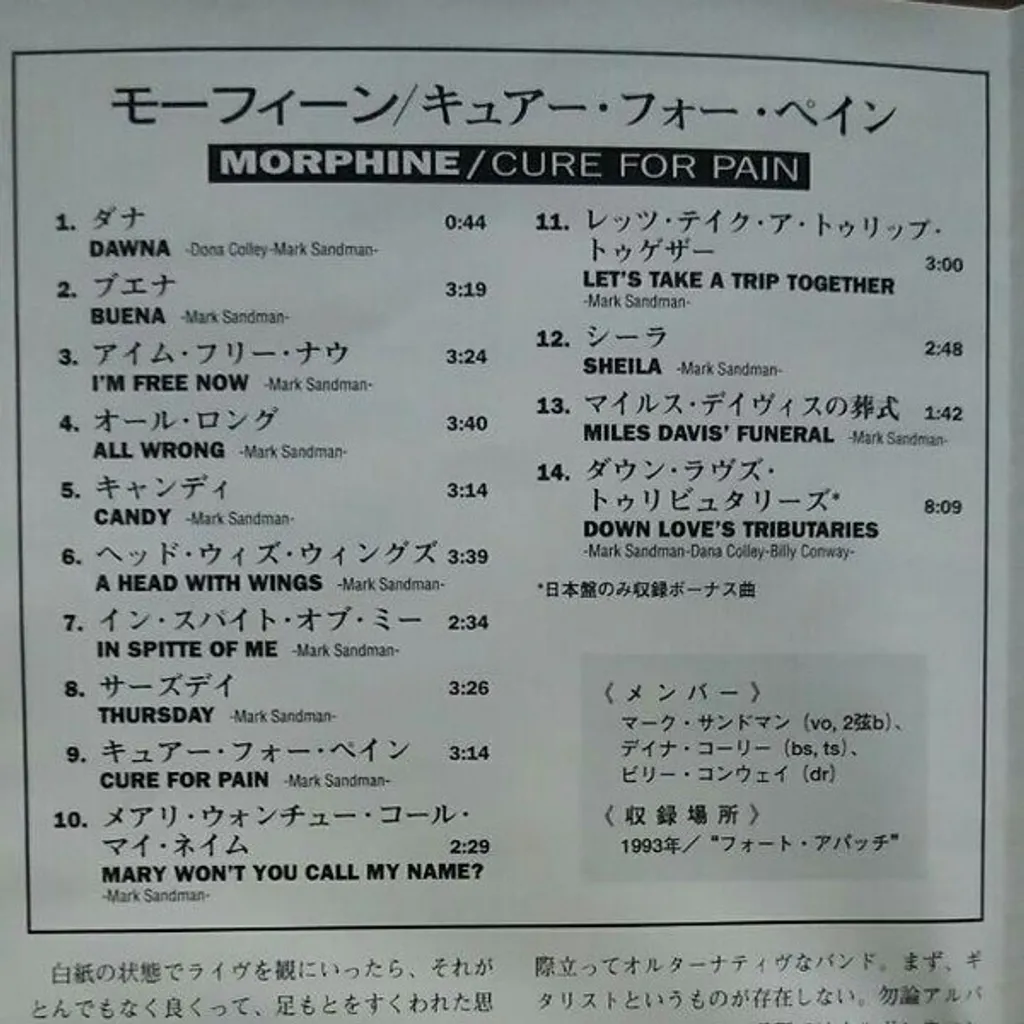 モーフィーン/キュアー・フォー・ペイン
MORPHINE/CURE FOR PAIN
1. ダナ 0:44
DAWNA -Dona Colley-Mark Sandman-
2. ブエナ 3:19
BUENA -Mark Sandman-
3. アイム・フリー・ナウ 3:24
I'M FREE NOW -Mark Sandman-
4. オール・ロング 3:40
ALL WRONG -Mark Sandman-
5. キャンディ 3:14
CANDY -Mark Sandman-
6. ヘッド・ウィズ・ウィングズ 3:39
A HEAD WITH WINGS -Mark Sandman-
7. イン・スパイト・オブ・ミー 2:34
IN SPITTE OF ME -Mark Sandman-
8. サーズデイ 3:26
THURSDAY -Mark Sandman-
9. キュアー・フォー・ペイン 3:14
CURE FOR PAIN -Mark Sandman-
10. メアリ・ウォンチュー・コール・
マイ・ネイム 2:29
MARY WON'T YOU CALL MY NAME?
-Mark Sandman-
11. レッツ・テイク・ア・トゥリップ・
トゥゲザー 3:00
LET'S TAKE A TRIP TOGETHER
-Mark Sandman-
12. シーラ 2:48
SHEILA -Mark Sandman-
13. マイルス・デイヴィスの葬式 1:42
MILES DAVIS' FUNERAL -Mark Sandman-
14. ダウン・ラヴズ・
トゥリビュタリーズ* 8:09
DOWN LOVE'S TRIBUTARIES
-Mark Sandman-Dana Colley-Billy Conway-
*日本盤のみ収録ボーナス曲
《メンバー》
マーク・サンドマン（vo, 2弦b）、
デイナ・コーリー（bs, ts）、
ビリー・コンウェイ（dr）
《収録場所》
1993年／“フォート・アパッチ”
白紙の状態でライヴを観にいったら、それが
とんでもなく良くって、足もとをすくわれた思
際立ってオルターナティヴなバンド。まず、ギ
タリストというものが存在しない。勿論アルバ